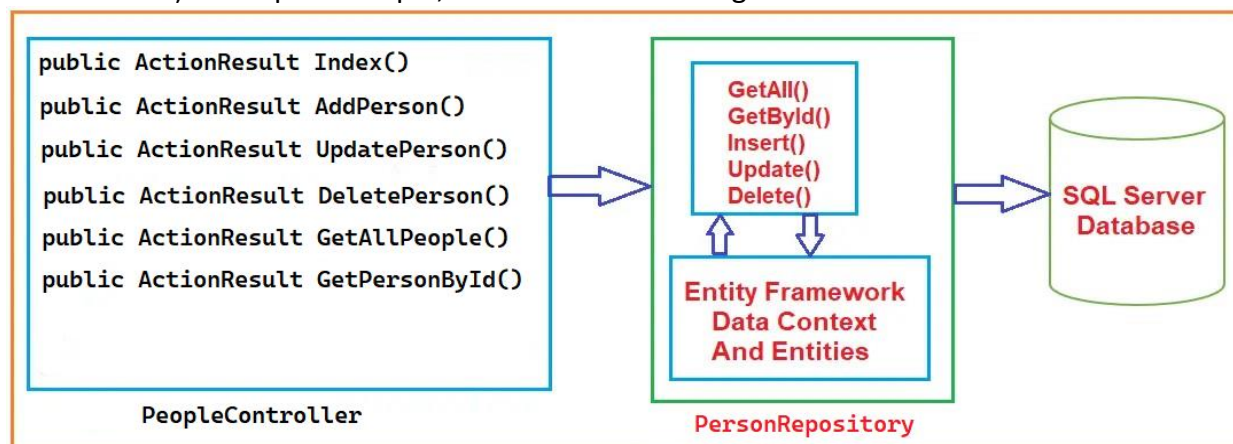 public ActionResult Index()
public ActionResult AddPerson()
public ActionResult UpdatePerson()
public ActionResult DeletePerson()
public ActionResult GetAllPeople()
public ActionResult GetPersonById()
PeopleController
GetAll()
GetById()
Insert()
Update()
Delete()
Entity Framework
Data Context
And Entities
PersonRepository
SQL Server
Database